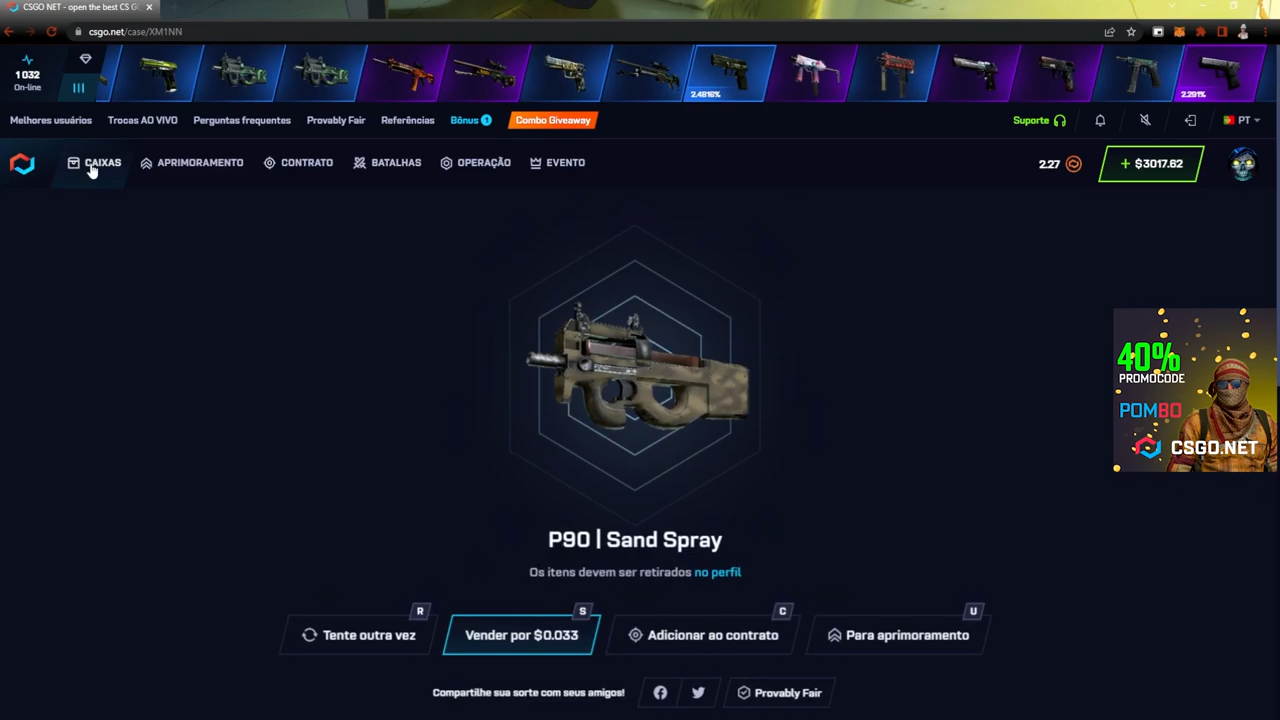 CSGO.NET - open the best CS G
csgo.net/case/XM1NN
1 032
On-line
2.4816%
2.291%
Melhores usuários
Trocas AO VIVO
Perguntas frequentes
Provably Fair
Referências
Bônus 1
Combo Giveaway
Suporte
PT
CAIXAS
APRIMORAMENTO
CONTRATO
BATALHAS
OPERAÇÃO
EVENTO
2.27
+ $3017.62
40%
PROMOCODE
POMBO
CSGO.NET
P90 | Sand Spray
Os itens devem ser retirados no perfil
R
S
C
U
Tente outra vez
Vender por $0.033
Adicionar ao contrato
Para aprimoramento
Compartilhe sua sorte com seus amigos!
Provably Fair